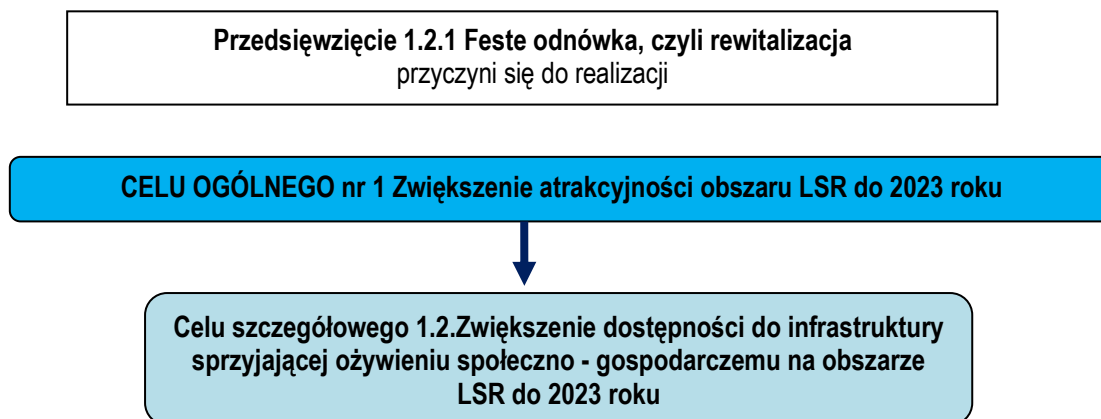 Przedsięwzięcie 1.2.1 Feste odnówka, czyli rewitalizacja
przyczyni się do realizacji
CELU OGÓLNEGO nr 1 Zwiększenie atrakcyjności obszaru LSR do 2023 roku
Celu szczegółowego 1.2.Zwiększenie dostępności do infrastruktury
sprzyjającej ożywieniu społeczno - gospodarczemu na obszarze
LSR do 2023 roku